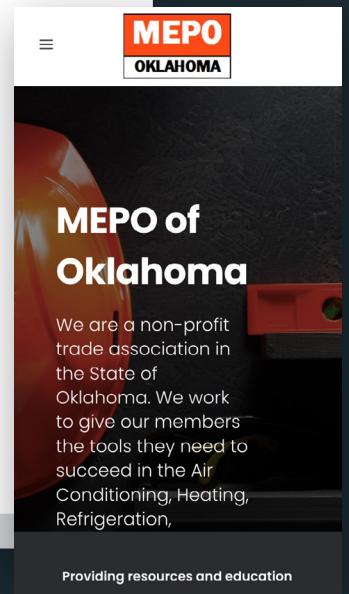 MEPO
OKLAHOMA
MEPO of
Oklahoma
We are a non-profit
trade association in
the State of
Oklahoma. We work
to give our members
the tools they need to
succeed in the Air
Conditioning, Heating,
Refrigeration,
Providing resources and education